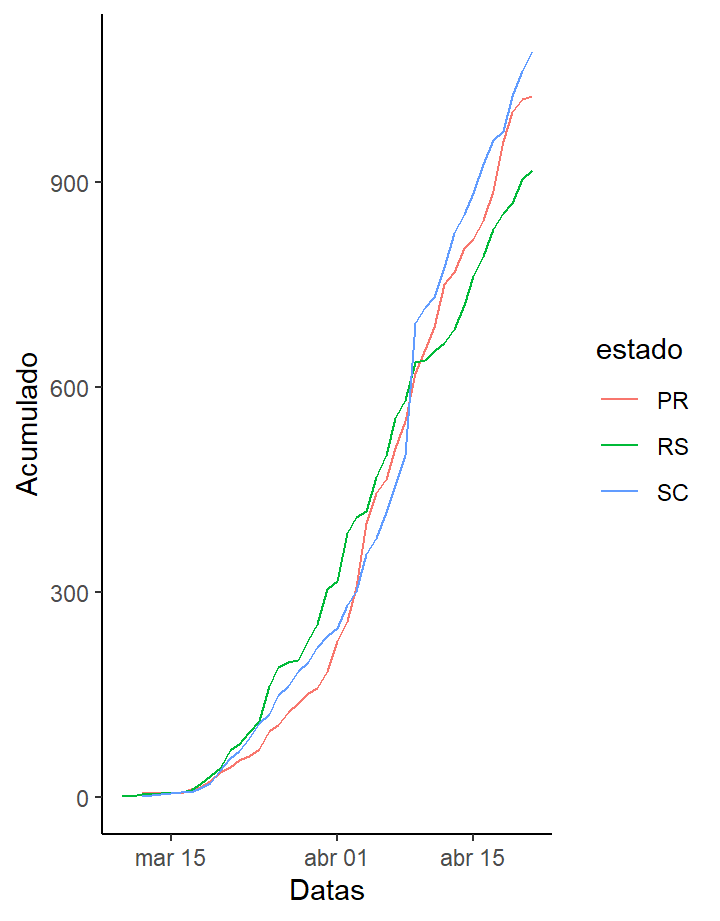 Acumulado
900
600
300
0
mar 15
abr 01
abr 15
Datas
estado
PR
RS
SC